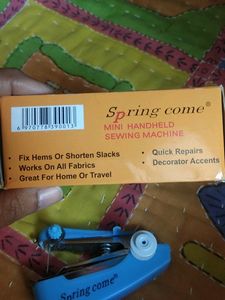 Spring come®
MINI HANDHELD
SEWING MACHINE
6970778390013
• Fix Hems Or Shorten Slacks
• Works On All Fabrics
• Great For Home Or Travel
• Quick Repairs
• Decorator Accents
Spring come®